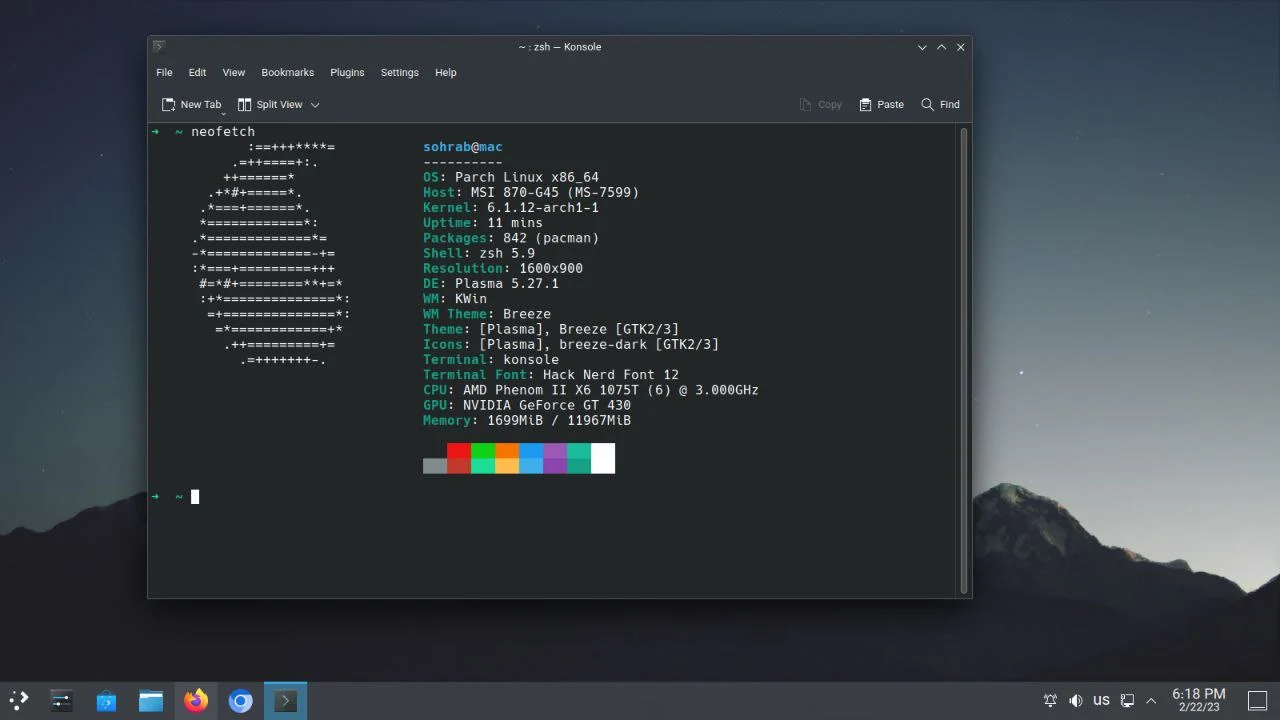 ~ : zsh — Konsole
File Edit View Bookmarks Plugins Settings Help
New Tab Split View Copy Paste Find
➜ ~ neofetch
:==+++****=
.=++====+:.
++======*
.+*#+=====*.
.*===+======*.
*============*:
.*=============*=
-*=============-+=
:*===+=========+++
#=*#+========**+=*
:+*==============*:
=+==============*:
=*============+*
.++=========+=
.=+++++++-.
sohrab@mac
----------
OS: Parch Linux x86_64
Host: MSI 870-G45 (MS-7599)
Kernel: 6.1.12-arch1-1
Uptime: 11 mins
Packages: 842 (pacman)
Shell: zsh 5.9
Resolution: 1600x900
DE: Plasma 5.27.1
WM: KWin
WM Theme: Breeze
Theme: [Plasma], Breeze [GTK2/3]
Icons: [Plasma], breeze-dark [GTK2/3]
Terminal: konsole
Terminal Font: Hack Nerd Font 12
CPU: AMD Phenom II X6 1075T (6) @ 3.000GHz
GPU: NVIDIA GeForce GT 430
Memory: 1699MiB / 11967MiB
➜ ~
US
6:18 PM
2/22/23